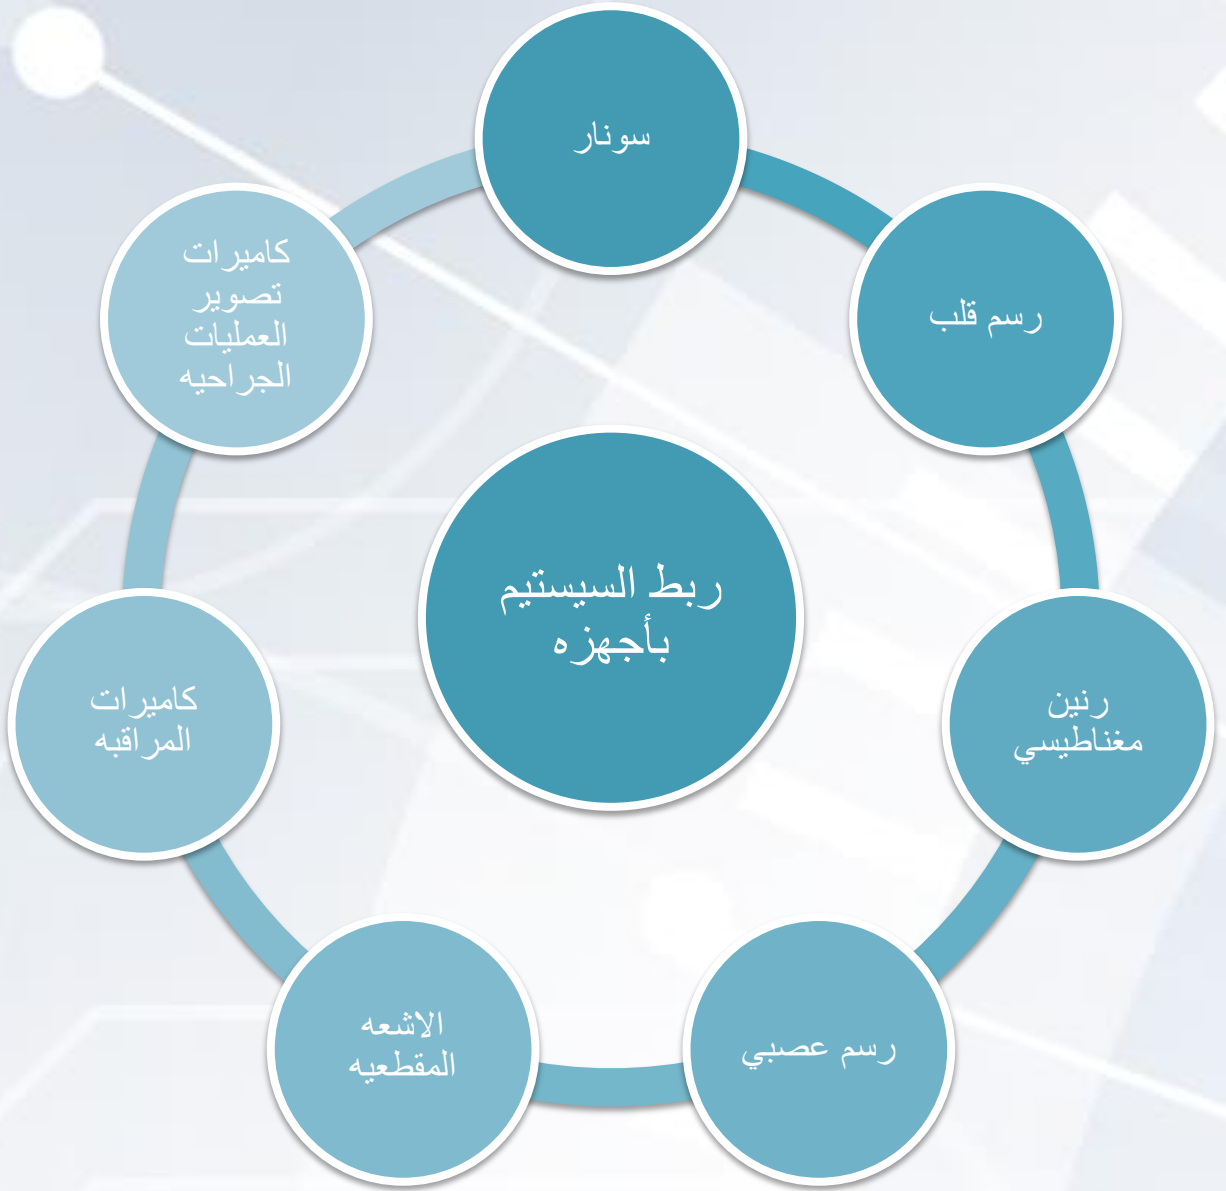 سونار
رسم قلب
رنين
مغناطيسي
رسم عصبي
الاشعه
المقطعيه
كاميرات
المراقبه
كاميرات
تصوير
العمليات
الجراحيه
ربط السيستيم
بأجهزه